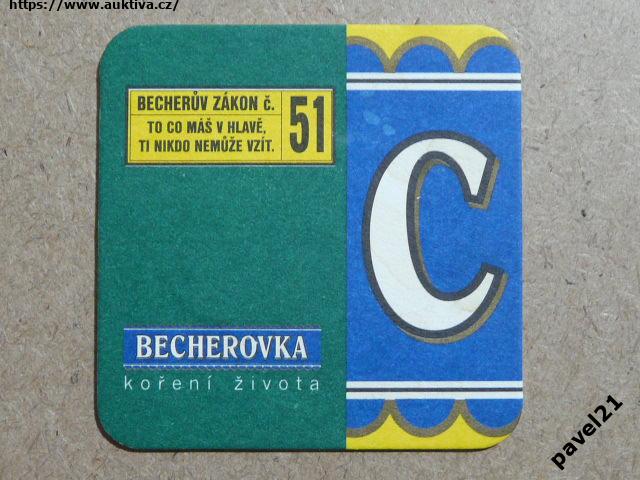 https://www.auktiva.cz/
BECHERŮV ZÁKON č. 51
TO CO MÁŠ V HLAVĚ,
TI NIKDO NEMŮŽE VZÍT.
C
BECHEROVKA
koření života
pavel21